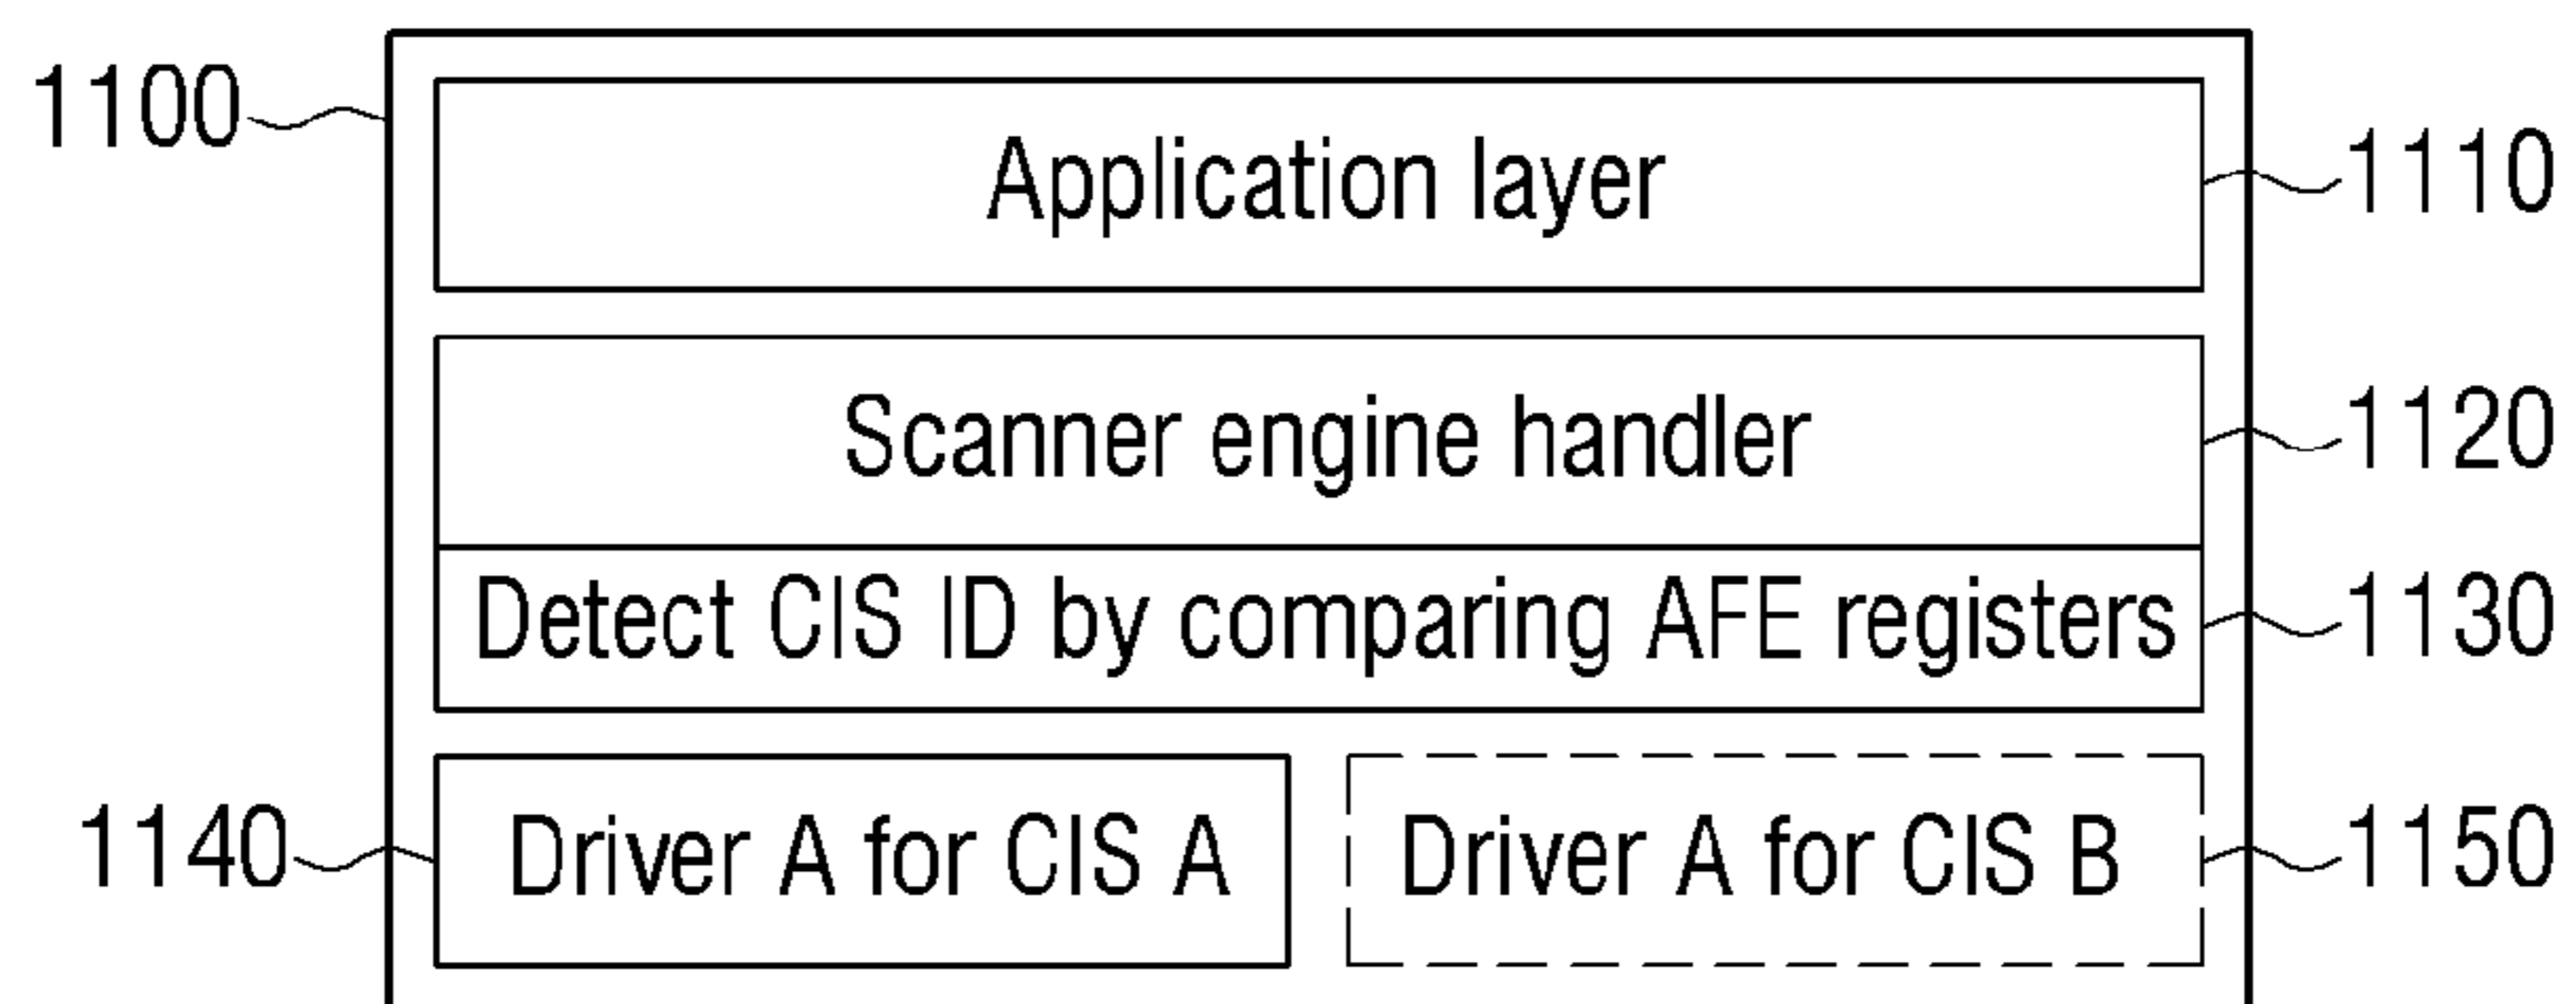 1100
Application layer 1110
Scanner engine handler 1120
Detect CIS ID by comparing AFE registers 1130
1140 Driver A for CIS A Driver A for CIS B 1150